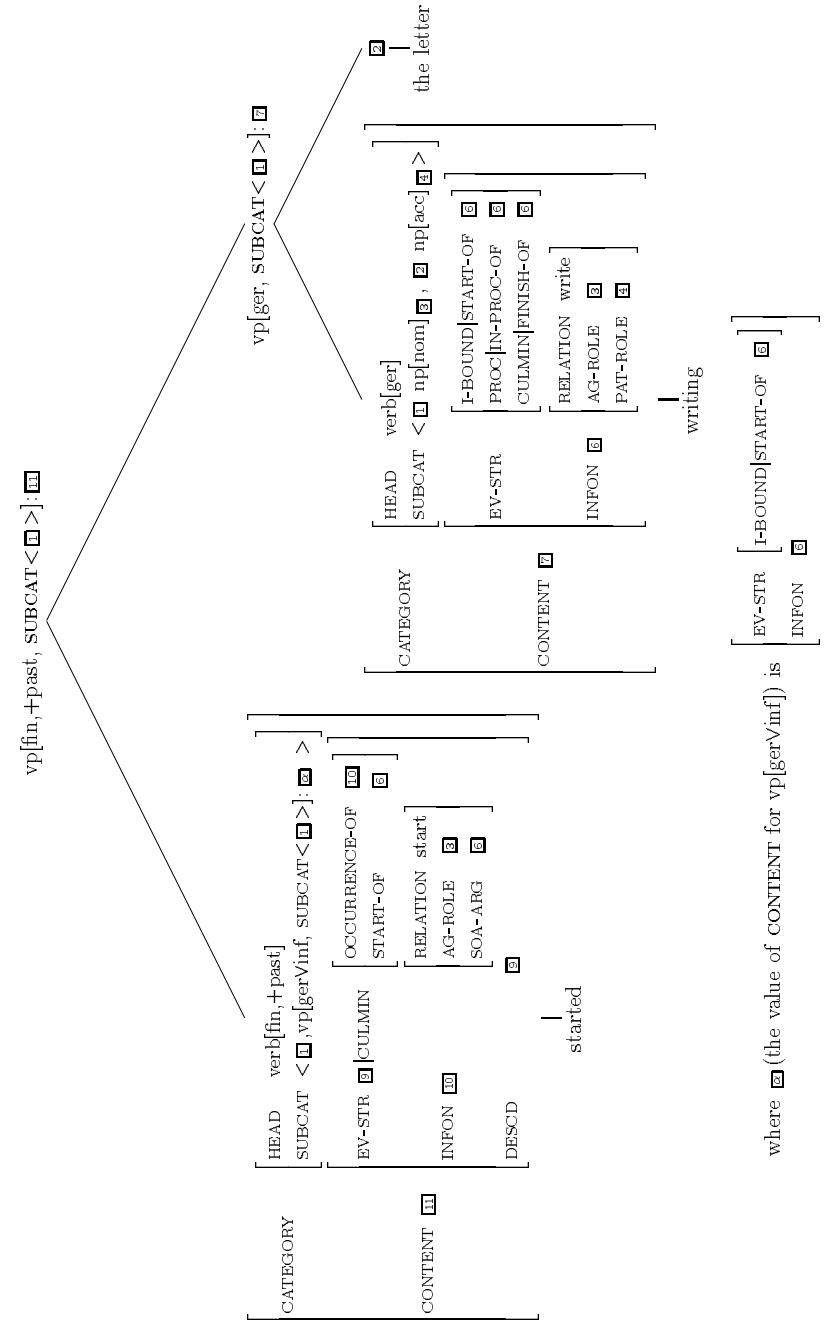 vp[fin,+past, SUBCAT<[1]>]:[11]
vp[ger, SUBCAT<[1]>]: [7]
[2]
the letter
CATEGORY
HEAD verb[fin,+past]
SUBCAT <[1],vp[ger∨inf, SUBCAT<[1]>]: [α] >
CONTENT [11]
EV-STR [9]|CULMIN
OCCURRENCE-OF [10]
START-OF [6]
INFON [10]
RELATION start
AG-ROLE [3]
SOA-ARG [6]
DESCD [9]
started
CATEGORY
HEAD verb[ger]
SUBCAT <[1] np[nom][3], [2] np[acc][4]>
CONTENT [7]
EV-STR
I-BOUND|START-OF [6]
PROC|IN-PROC-OF [6]
CULMIN|FINISH-OF [6]
INFON [6]
RELATION write
AG-ROLE [3]
PAT-ROLE [4]
writing
where [α](the value of CONTENT for vp[ger∨inf]) is
EV-STR [I-BOUND|START-OF [6]]
INFON [6]